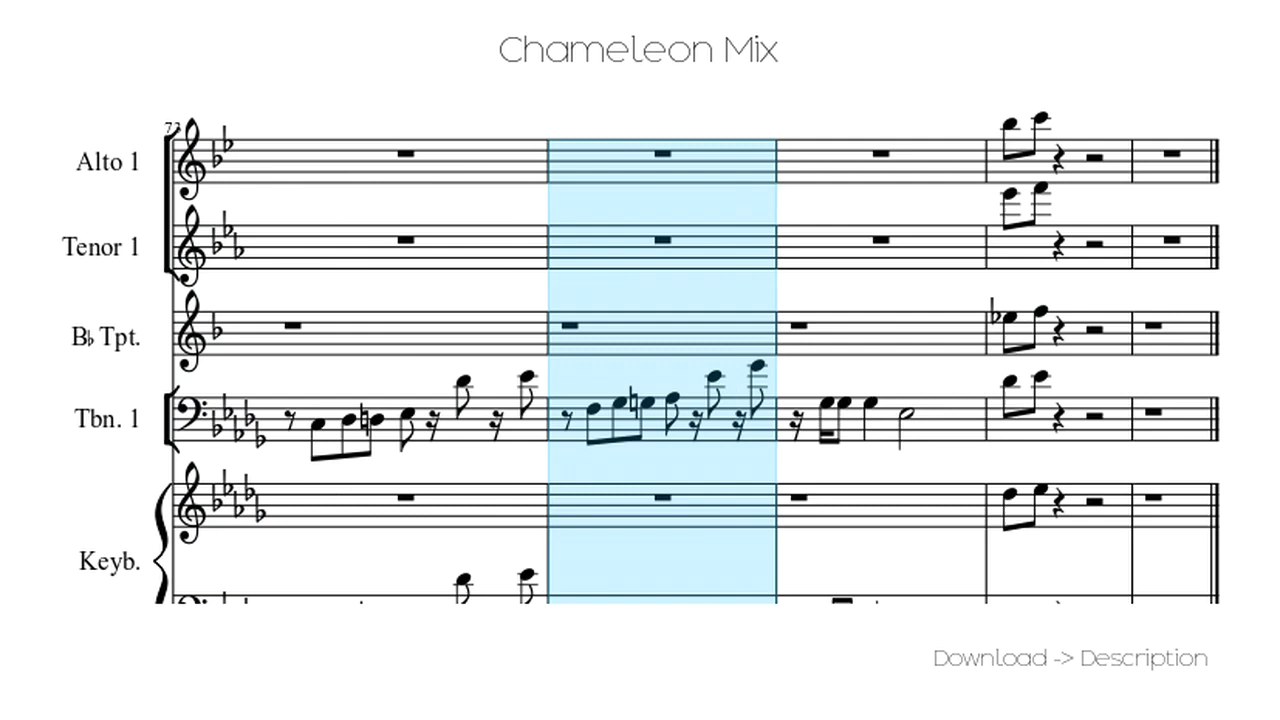 Chameleon Mix
73
Alto 1
Tenor 1
B♭ Tpt.
Tbn. 1
Keyb.
Download -> Description